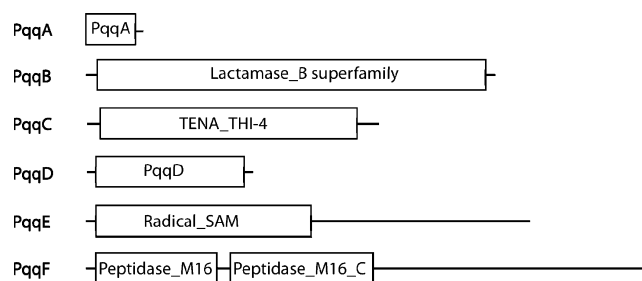 PqqA PqqA
PqqB Lactamase_B superfamily
PqqC TENA_THI-4
PqqD PqqD
PqqE Radical_SAM
PqqF Peptidase_M16 Peptidase_M16_C